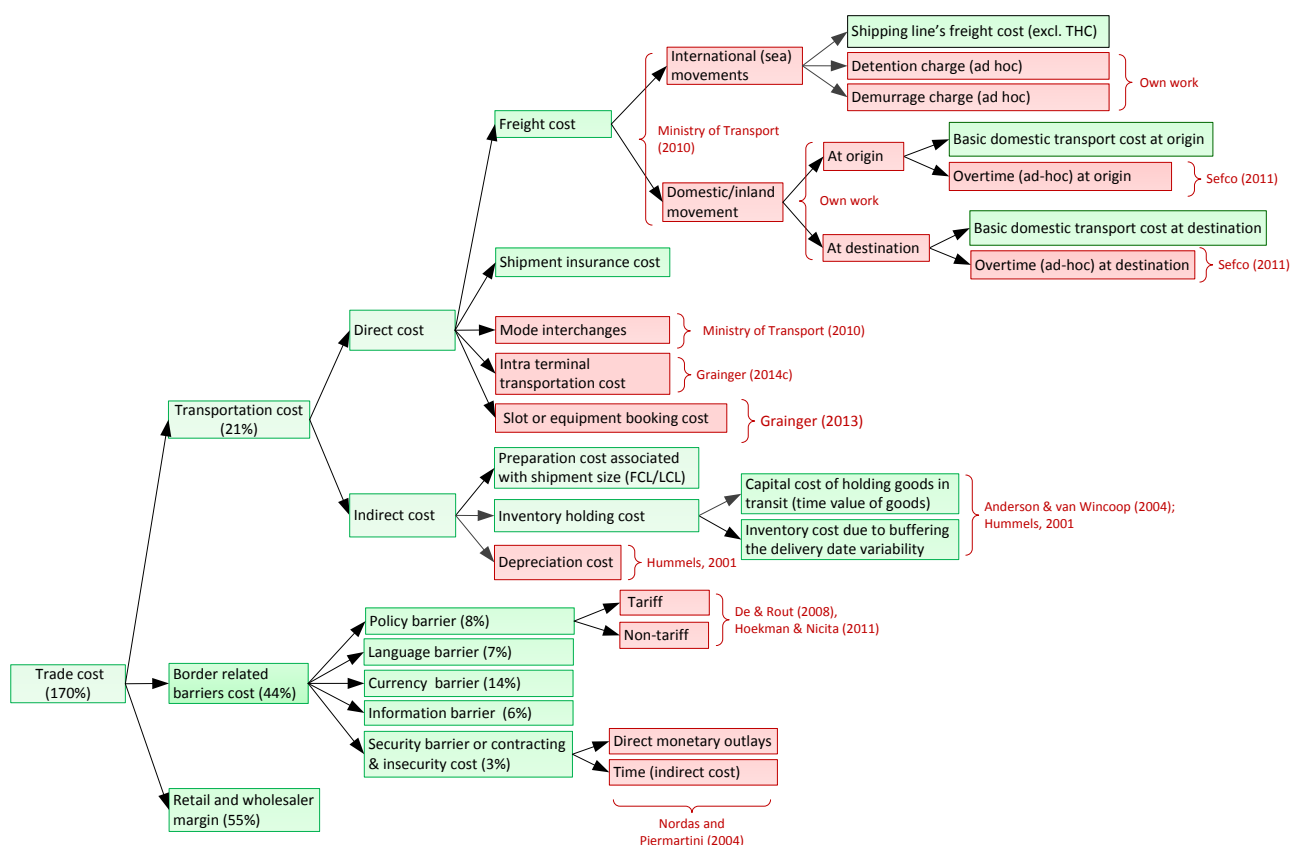 Shipping line's freight cost (excl. THC)
International (sea)
movements
Detention charge (ad hoc)
Own work
Demurrage charge (ad hoc)
Freight cost
Ministry of Transport
(2010)
Basic domestic transport cost at origin
At origin
Overtime (ad-hoc) at origin
Sefco (2011)
Domestic/inland
movement
Own work
Basic domestic transport cost at destination
At destination
Overtime (ad-hoc) at destination
Sefco (2011)
Shipment insurance cost
Direct cost
Mode interchanges
Ministry of Transport (2010)
Intra terminal
transportation cost
Grainger (2014c)
Transportation cost
(21%)
Slot or equipment booking cost
Grainger (2013)
Preparation cost associated
with shipment size (FCL/LCL)
Indirect cost
Inventory holding cost
Capital cost of holding goods in
transit (time value of goods)
Inventory cost due to buffering
the delivery date variability
Anderson & van Wincoop (2004);
Hummels, 2001
Depreciation cost
Hummels, 2001
Policy barrier (8%)
Tariff
Non-tariff
De & Rout (2008),
Hoekman & Nicita (2011)
Language barrier (7%)
Trade cost
(170%)
Border related
barriers cost (44%)
Currency  barrier (14%)
Information barrier  (6%)
Security barrier or contracting
& insecurity cost (3%)
Direct monetary outlays
Time (indirect cost)
Retail and wholesaler
margin (55%)
Nordas and
Piermartini (2004)